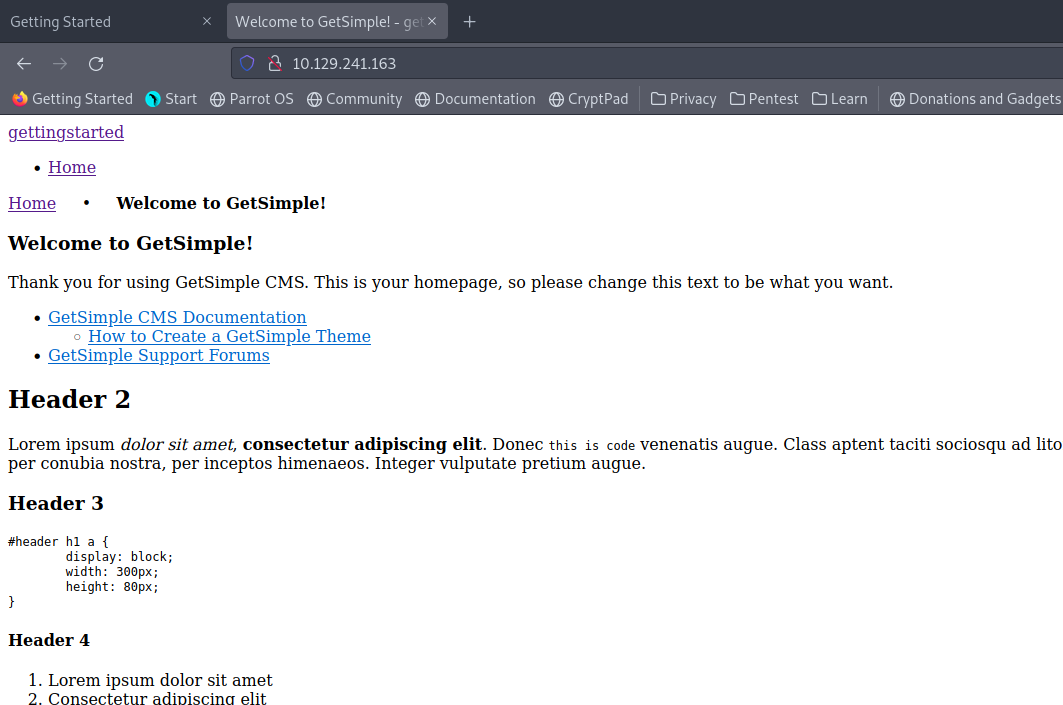 Getting Started
Welcome to GetSimple! - get
10.129.241.163
Getting Started Start Parrot OS Community Documentation CryptPad Privacy Pentest Learn Donations and Gadgets
gettingstarted
Home
Home • Welcome to GetSimple!
Welcome to GetSimple!
Thank you for using GetSimple CMS. This is your homepage, so please change this text to be what you want.
GetSimple CMS Documentation
How to Create a GetSimple Theme
GetSimple Support Forums
Header 2
Lorem ipsum dolor sit amet, consectetur adipiscing elit. Donec this is code venenatis augue. Class aptent taciti sociosqu ad lito
per conubia nostra, per inceptos himenaeos. Integer vulputate pretium augue.
Header 3
#header h1 a {
display: block;
width: 300px;
height: 80px;
}
Header 4
1. Lorem ipsum dolor sit amet
2. Consectetur adipiscing elit